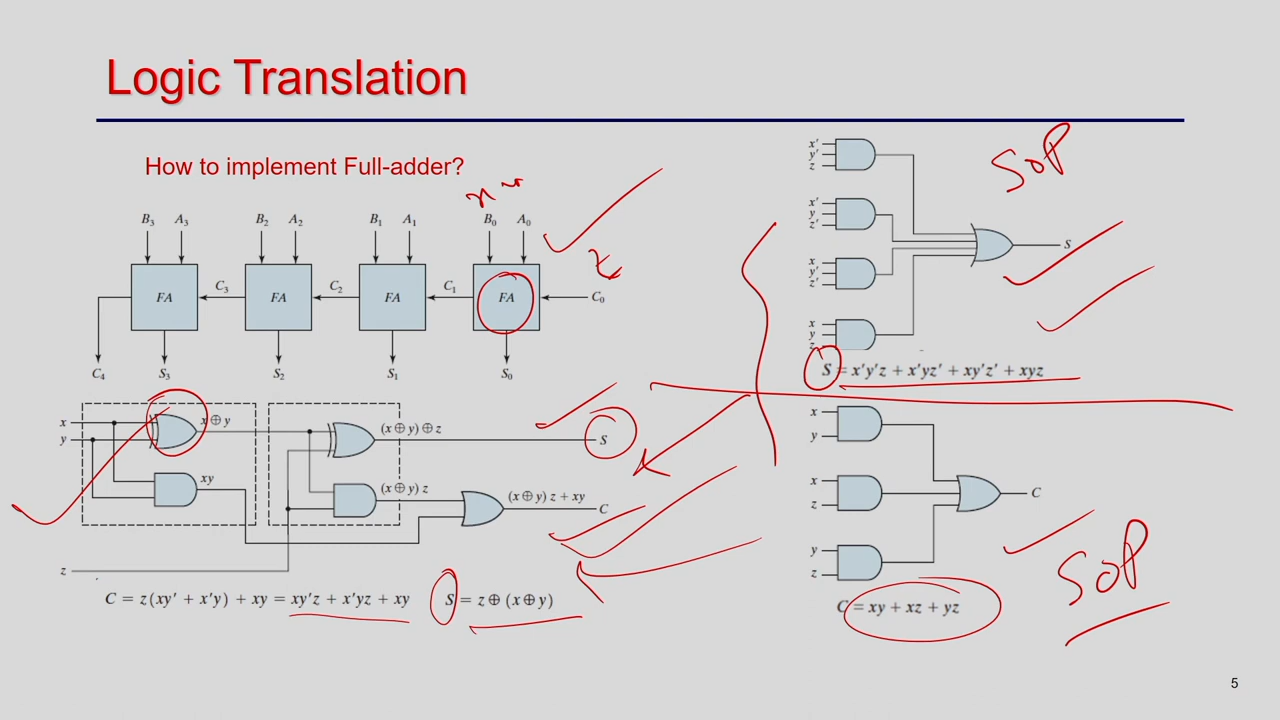 Logic Translation
How to implement Full-adder?
x y
B₃ A₃ B₂ A₂ B₁ A₁ B₀ A₀
z
FA C₃ FA C₂ FA C₁ FA C₀
C₄ S₃ S₂ S₁ S₀
x
y
x ⊕ y
xy
(x ⊕ y) ⊕ z
S
(x ⊕ y) z
(x ⊕ y) z + xy
C
z
C = z(xy' + x'y) + xy = xy'z + x'yz + xy
S = z ⊕ (x ⊕ y)
SOP
x'
y'
z
x'
y
z'
x
y'
z'
x
y
z
S
S = x'y'z + x'yz' + xy'z' + xyz
x
y
x
z
y
z
C
SOP
C = xy + xz + yz
5